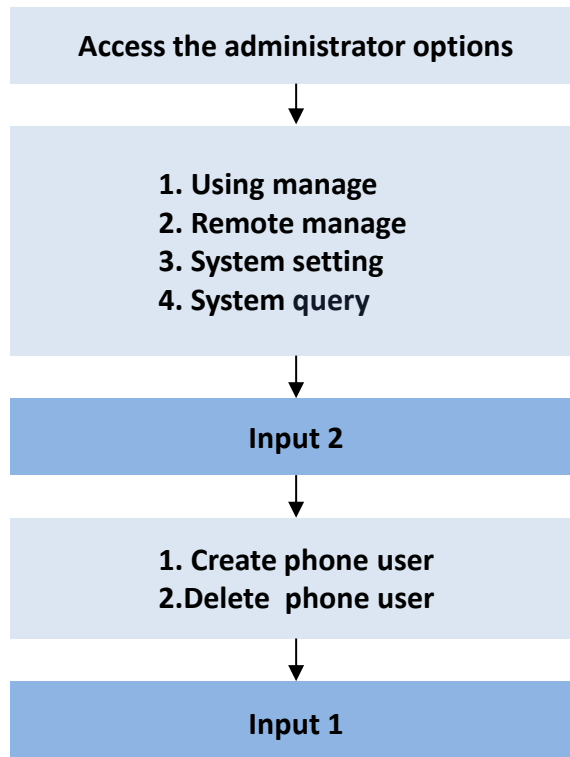 Access the administrator options
1. Using manage
2. Remote manage
3. System setting
4. System query
Input 2
1. Create phone user
2.Delete  phone user
Input 1